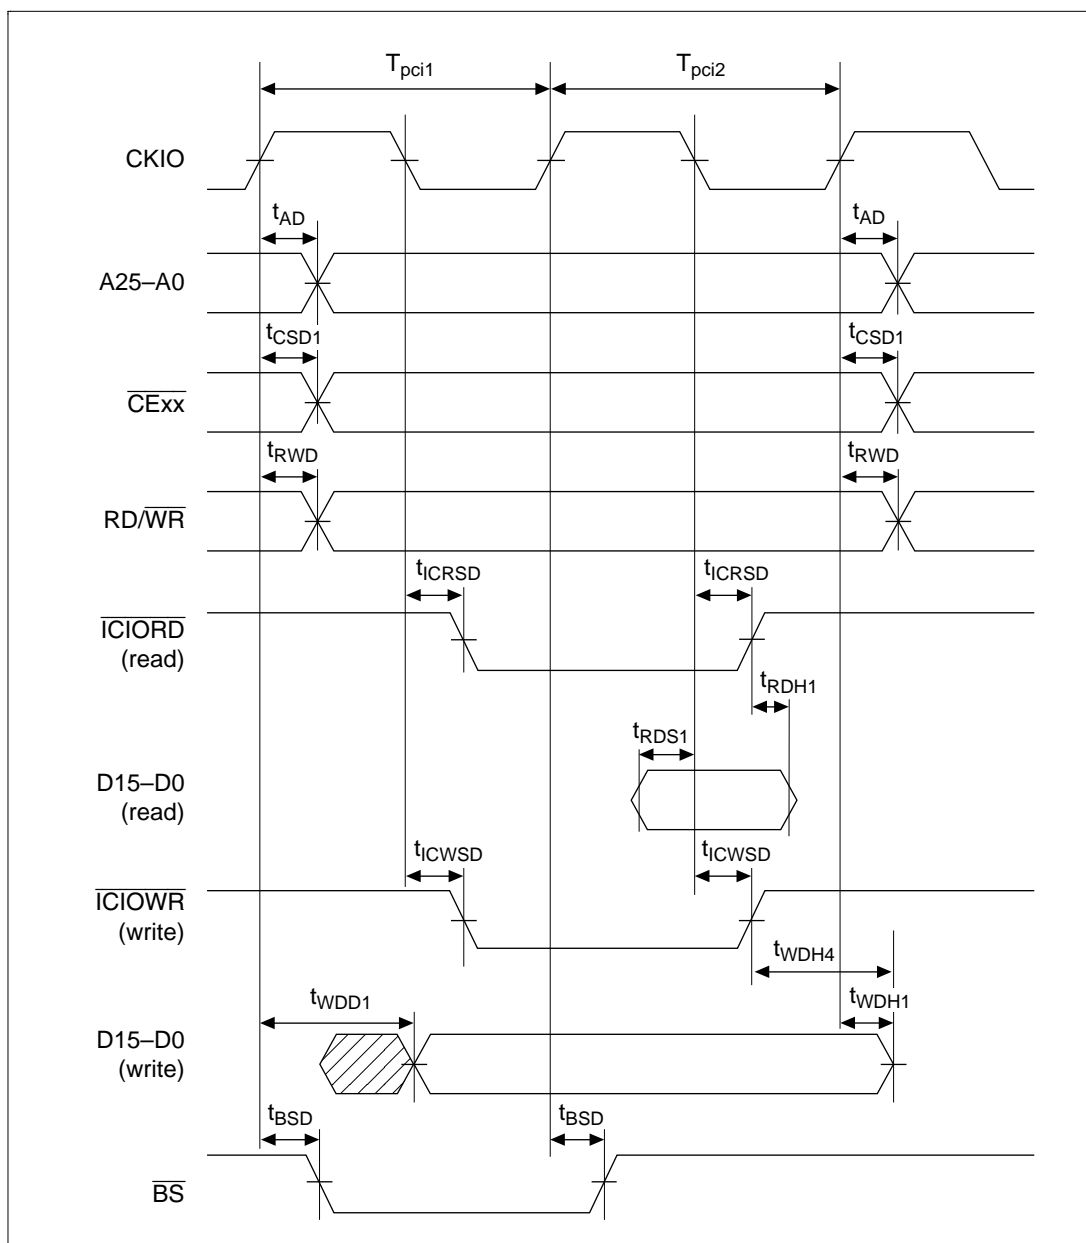 Tpci1 Tpci2
CKIO
tAD tAD
A25–A0
tCSD1 tCSD1
CExx
tRWD tRWD
RD/WR
tICRSD tICRSD
ICIORD
(read)
tRDH1
tRDS1
D15–D0
(read)
tICWSD tICWSD
ICIOWR
(write)
tWDH4
tWDD1 tWDH1
D15–D0
(write)
tBSD tBSD
BS